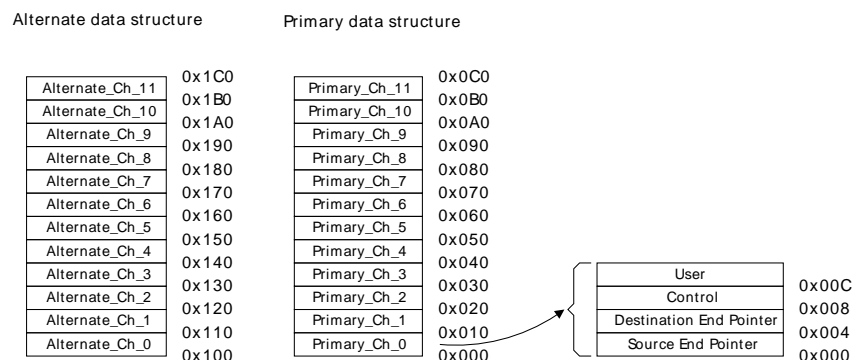 Alternate data structure
Primary data structure
0x1C0
Alternate_Ch_11
0x1B0
Alternate_Ch_10
0x1A0
Alternate_Ch_9
0x190
Alternate_Ch_8
0x180
Alternate_Ch_7
0x170
Alternate_Ch_6
0x160
Alternate_Ch_5
0x150
Alternate_Ch_4
0x140
Alternate_Ch_3
0x130
Alternate_Ch_2
0x120
Alternate_Ch_1
0x110
Alternate_Ch_0
0x100
0x0C0
Primary_Ch_11
0x0B0
Primary_Ch_10
0x0A0
Primary_Ch_9
0x090
Primary_Ch_8
0x080
Primary_Ch_7
0x070
Primary_Ch_6
0x060
Primary_Ch_5
0x050
Primary_Ch_4
0x040
Primary_Ch_3
0x030
Primary_Ch_2
0x020
Primary_Ch_1
0x010
Primary_Ch_0
0x000
User
0x00C
Control
0x008
Destination End Pointer
0x004
Source End Pointer
0x000